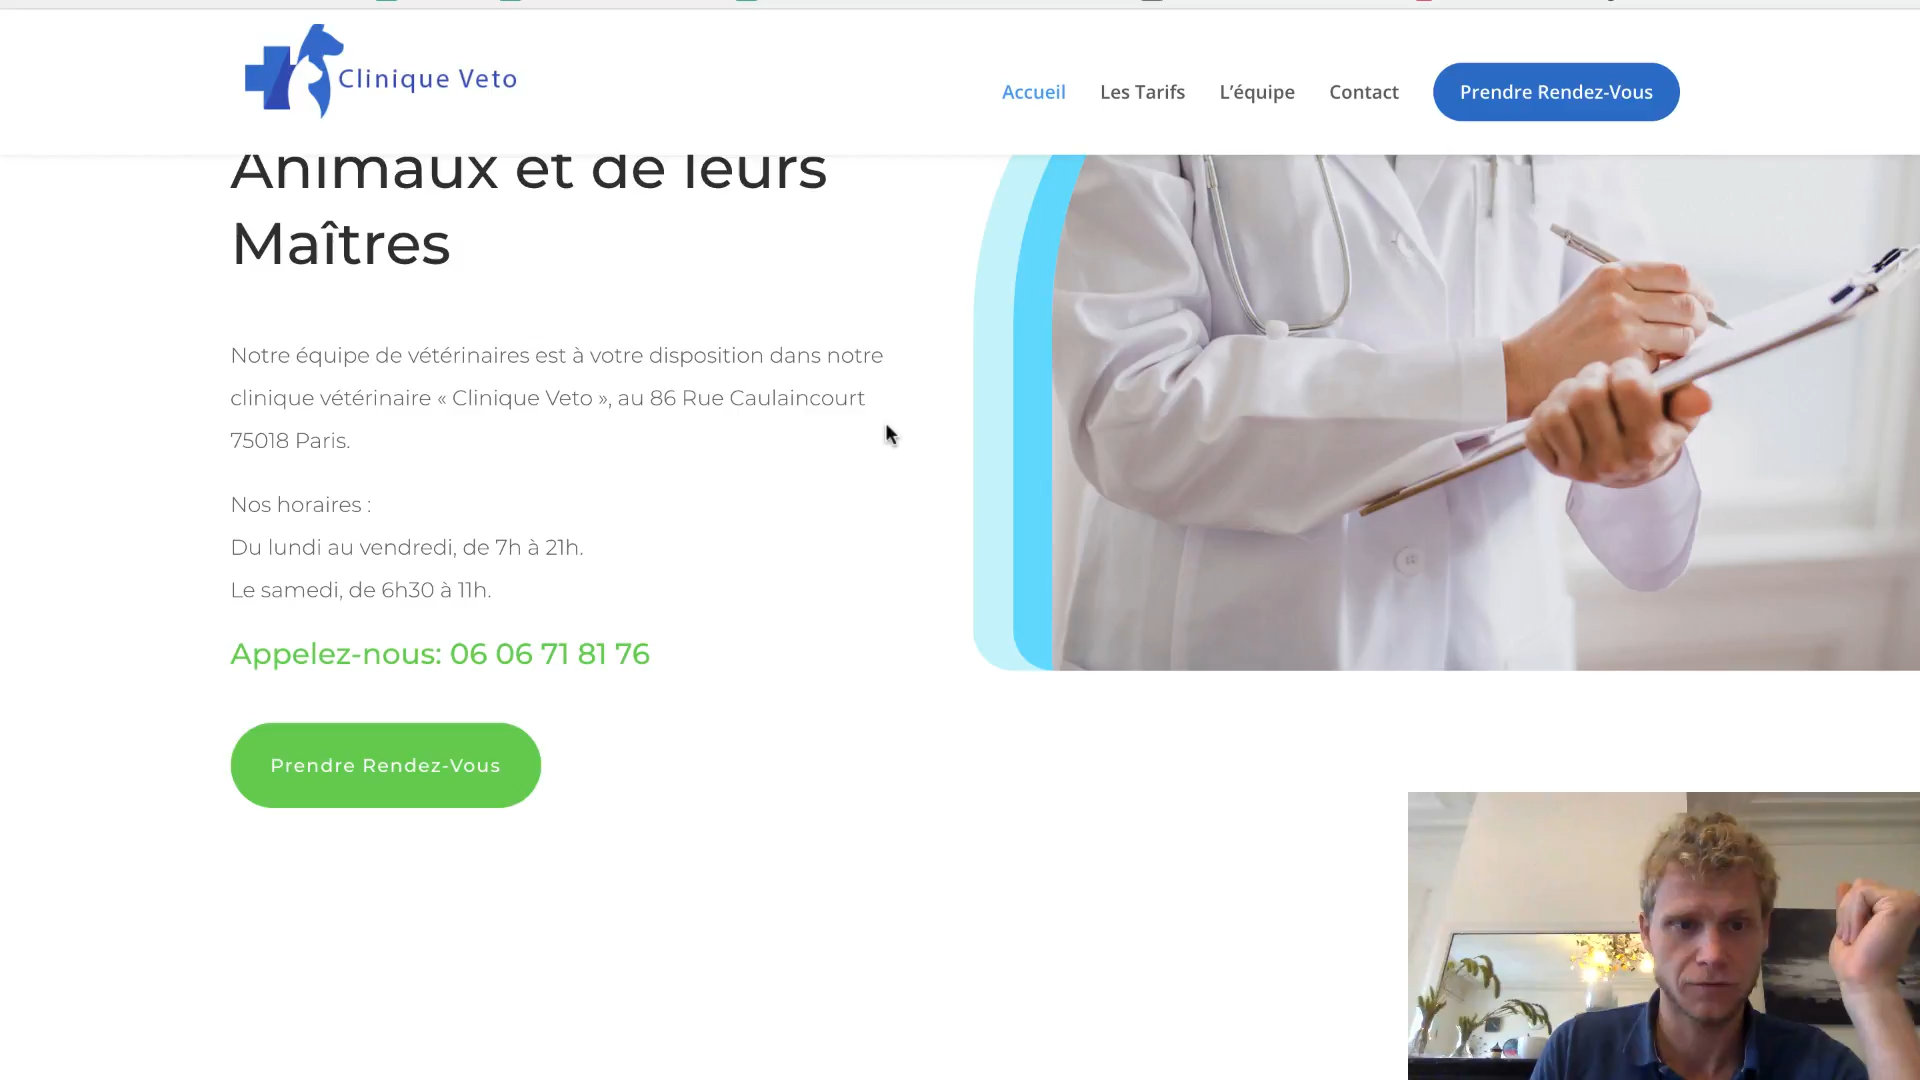 Clinique Veto
Accueil
Les Tarifs
L'équipe
Contact
Prendre Rendez-Vous
Animaux et de leurs
Maîtres
Notre équipe de vétérinaires est à votre disposition dans notre
clinique vétérinaire « Clinique Veto », au 86 Rue Caulaincourt
75018 Paris.
Nos horaires :
Du lundi au vendredi, de 7h à 21h.
Le samedi, de 6h30 à 11h.
Appelez-nous: 06 06 71 81 76
Prendre Rendez-Vous